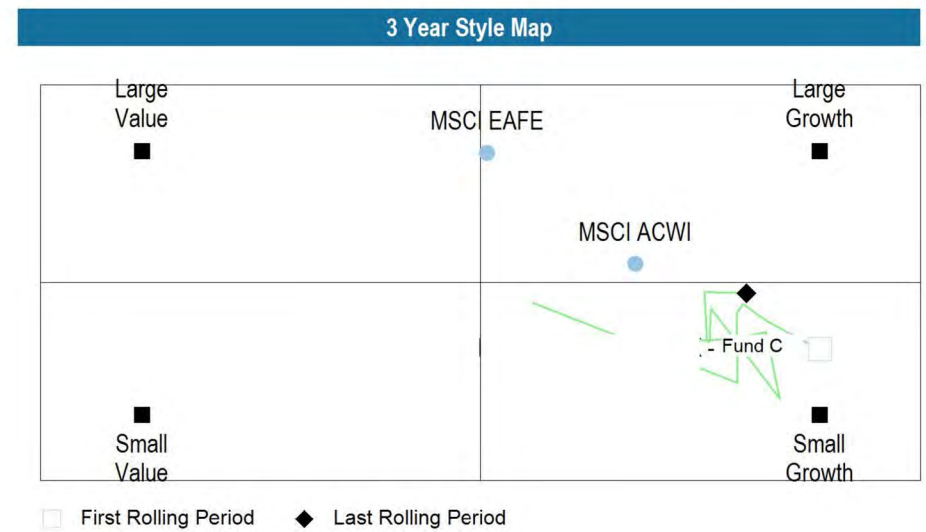 3 Year Style Map
Large
Value
Large
Growth
MSCI EAFE
MSCI ACWI
- Fund C
Small
Value
Small
Growth
First Rolling Period
Last Rolling Period